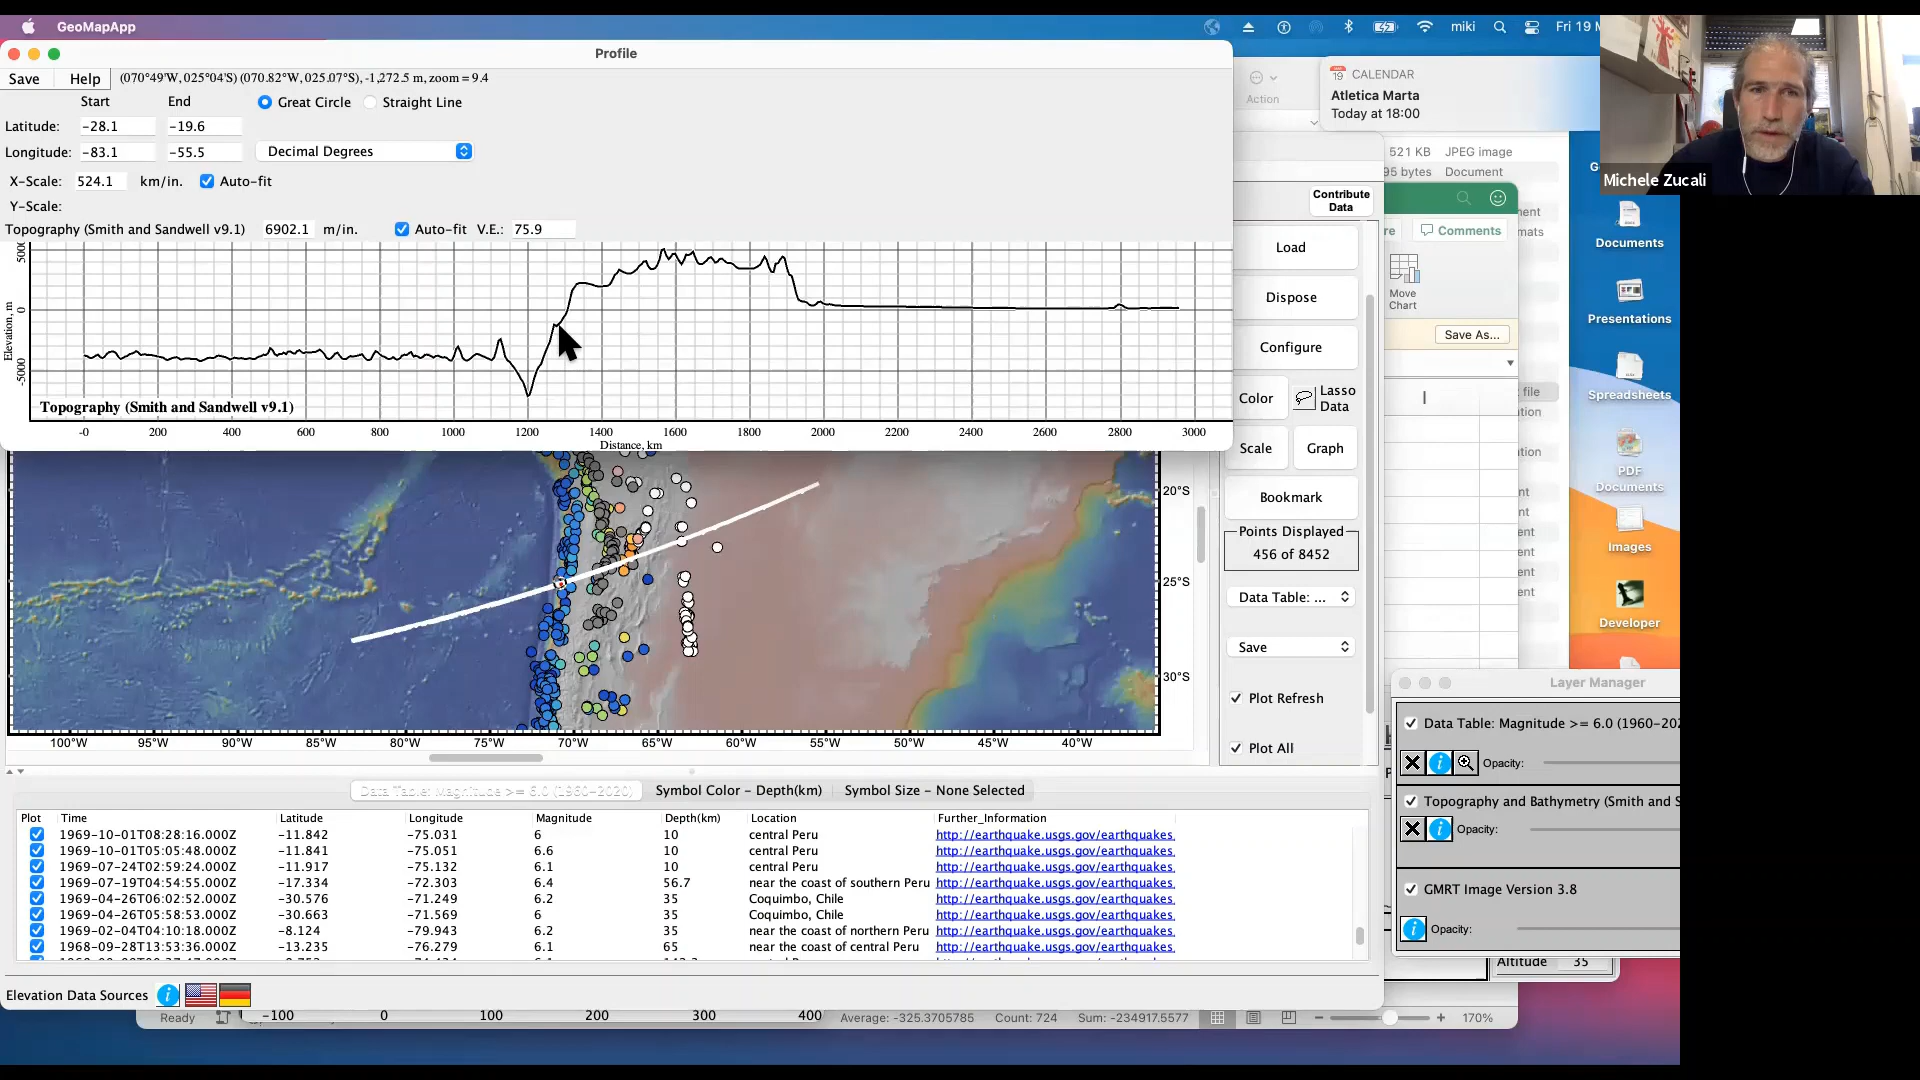 GeoMapApp
miki
Fri 19 M
Profile
Save
Help
(070°49'W, 025°04'S) (070.82°W, 025.07°S), -1,272.5 m, zoom = 9.4
Start
End
Great Circle
Straight Line
Latitude:
-28.1
-19.6
Longitude:
-83.1
-55.5
Decimal Degrees
X-Scale:
524.1
km/in.
Auto-fit
Y-Scale:
Topography (Smith and Sandwell v9.1)
6902.1
m/in.
Auto-fit
V.E.:
75.9
Elevation, m
0
-5000
Topography (Smith and Sandwell v9.1)
-0
200
400
600
800
1000
1200
1400
1600
1800
2000
2200
2400
2600
2800
3000
Distance, km
Action
19
CALENDAR
Atletica Marta
Today at 18:00
Michele Zucali
521 KB
JPEG image
95 bytes
Document
Contribute
Data
Comments
Move
Chart
Save As...
Load
Dispose
Configure
Color
Lasso
Data
Scale
Graph
Bookmark
Points Displayed
456 of 8452
Data Table: ...
Save
Plot Refresh
Plot All
Documents
Presentations
Spreadsheets
PDF
Documents
Images
Developer
20°S
25°S
30°S
100°W
95°W
90°W
85°W
80°W
75°W
70°W
65°W
60°W
55°W
50°W
45°W
40°W
Layer Manager
Data Table: Magnitude >= 6.0 (1960-202
Opacity:
Topography and Bathymetry (Smith and S
Opacity:
GMRT Image Version 3.8
Opacity:
Altitude
35
Data Table: Magnitude >= 6.0 (1960-2020)
Symbol Color - Depth(km)
Symbol Size - None Selected
Plot
Time
Latitude
Longitude
Magnitude
Depth(km)
Location
Further_Information
1969-10-01T08:28:16.000Z -11.842 -75.031 6 10 central Peru http://earthquake.usgs.gov/earthquakes.
1969-10-01T05:05:48.000Z -11.841 -75.051 6.6 10 central Peru http://earthquake.usgs.gov/earthquakes.
1969-07-24T02:59:24.000Z -11.917 -75.132 6.1 10 central Peru http://earthquake.usgs.gov/earthquakes.
1969-07-19T04:54:55.000Z -17.334 -72.303 6.4 56.7 near the coast of southern Peru http://earthquake.usgs.gov/earthquakes.
1969-04-26T06:02:52.000Z -30.576 -71.249 6.2 35 Coquimbo, Chile http://earthquake.usgs.gov/earthquakes.
1969-04-26T05:58:53.000Z -30.663 -71.569 6 35 Coquimbo, Chile http://earthquake.usgs.gov/earthquakes.
1969-02-04T04:10:18.000Z -8.124 -79.943 6.2 35 near the coast of northern Peru http://earthquake.usgs.gov/earthquakes.
1968-09-28T13:53:36.000Z -13.235 -76.279 6.1 65 near the coast of central Peru http://earthquake.usgs.gov/earthquakes.
Elevation Data Sources
Ready
-100
0
100
200
300
400
Average: -325.3705785
Count: 724
Sum: -234917.5577
170%